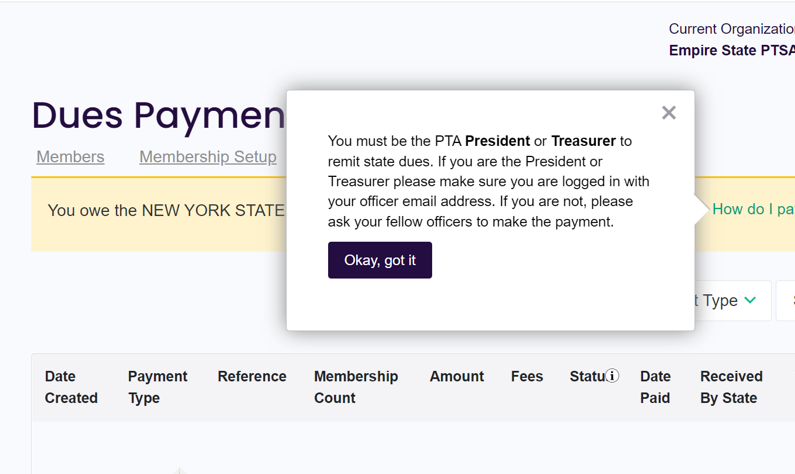 Current Organizatio
Empire State PTSA
Dues Paymen
Members Membership Setup
You must be the PTA President or Treasurer to
remit state dues. If you are the President or
Treasurer please make sure you are logged in with
your officer email address. If you are not, please
ask your fellow officers to make the payment.
Okay, got it
You owe the NEW YORK STATE
How do I pa
t Type
Date Created
Payment Type
Reference
Membership Count
Amount
Fees
Statu
Date Paid
Received By State